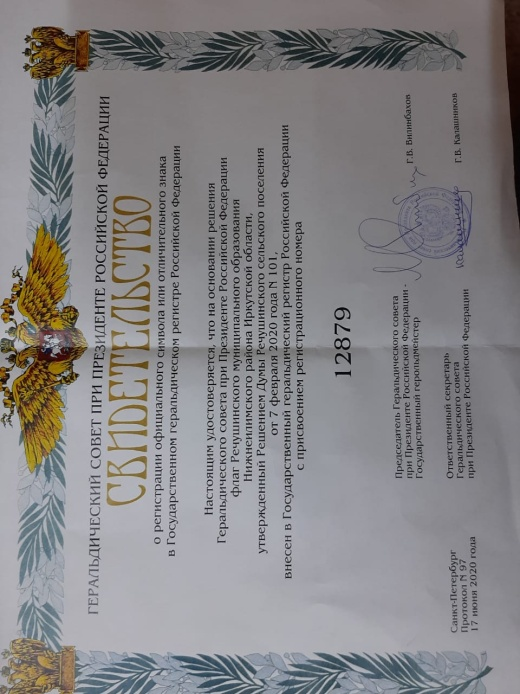 ГЕРАЛЬДИЧЕСКИЙ СОВЕТ ПРИ ПРЕЗИДЕНТЕ РОССИЙСКОЙ ФЕДЕРАЦИИ
СВИДЕТЕЛЬСТВО
о регистрации официального символа или отличительного знака
в Государственном геральдическом регистре Российской Федерации
Настоящим удостоверяется, что на основании решения
Геральдического совета при Президенте Российской Федерации
флаг Речушинского муниципального образования
Нижнеилимского района Иркутской области,
утвержденный Решением Думы Речушинского сельского поселения
от 7 февраля 2020 года N 101,
внесен в Государственный геральдический регистр Российской Федерации
с присвоением регистрационного номера
12879
Председатель Геральдического совета
при Президенте Российской Федерации -
Государственный герольдмейстер
Г.В. Вилинбахов
Ответственный секретарь
Геральдического совета
при Президенте Российской Федерации
Г.В. Калашников
Санкт-Петербург
Протокол N 97
17 июня 2020 года